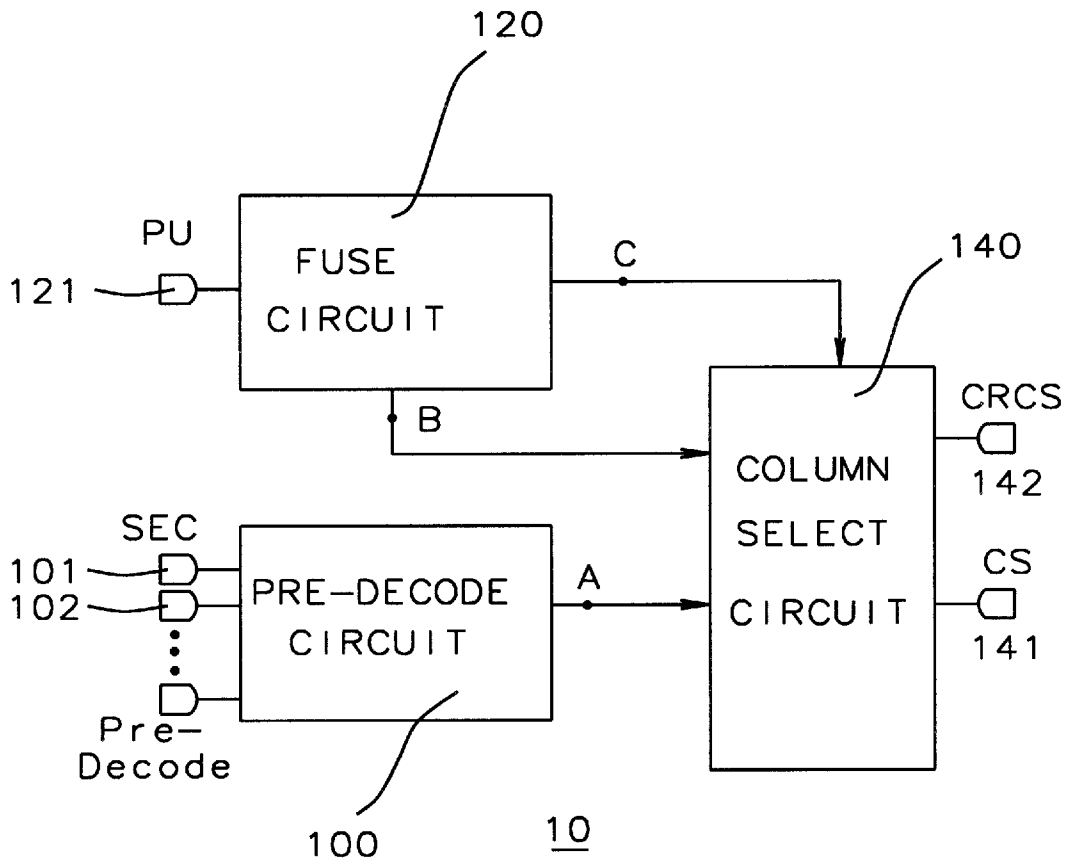 120
PU
121
FUSE
CIRCUIT
C
140
B
CRCS
142
COLUMN
SELECT
CIRCUIT
SEC
101
102
PRE-DECODE
CIRCUIT
A
CS
141
Pre-
Decode
100
10